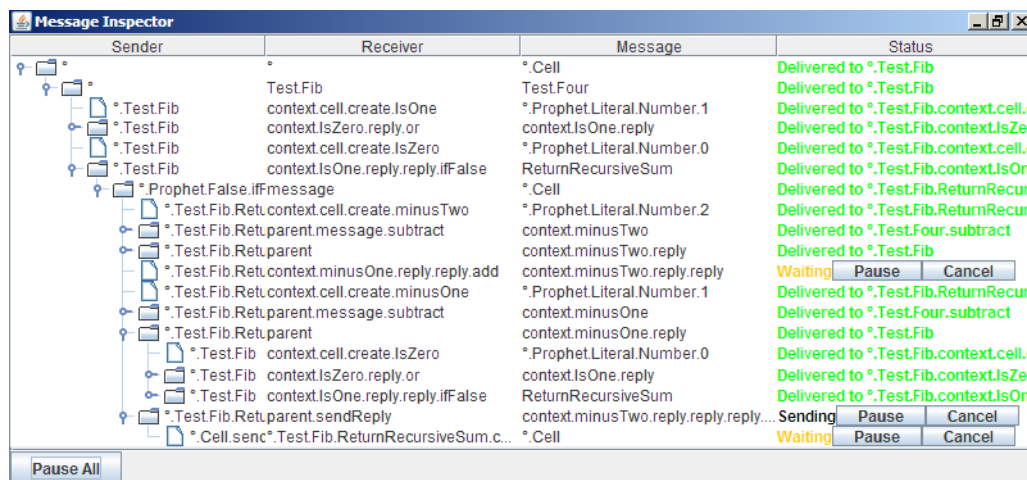 Message Inspector
Sender Receiver Message Status
° ° °.Cell Delivered to °.Test.Fib
° Test.Fib Test.Four Delivered to °.Test.Fib
°.Test.Fib context.cell.create.IsOne °.Prophet.Literal.Number.1 Delivered to °.Test.Fib.context.cell.
°.Test.Fib context.IsZero.reply.or context.IsOne.reply Delivered to °.Test.Fib.context.IsZe
°.Test.Fib context.cell.create.IsZero °.Prophet.Literal.Number.0 Delivered to °.Test.Fib.context.cell.
°.Test.Fib context.IsOne.reply.reply.ifFalse ReturnRecursiveSum Delivered to °.Test.Fib.context.IsOn
°.Prophet.False.ifF message °.Cell Delivered to °.Test.Fib.ReturnRecur
°.Test.Fib.Retu context.cell.create.minusTwo °.Prophet.Literal.Number.2 Delivered to °.Test.Fib.ReturnRecur
°.Test.Fib.Retu parent.message.subtract context.minusTwo Delivered to °.Test.Four.subtract
°.Test.Fib.Retu parent context.minusTwo.reply Delivered to °.Test.Fib
°.Test.Fib.Retu context.minusOne.reply.reply.add context.minusTwo.reply.reply Waiting Pause Cancel
°.Test.Fib.Retu context.cell.create.minusOne °.Prophet.Literal.Number.1 Delivered to °.Test.Fib.ReturnRecur
°.Test.Fib.Retu parent.message.subtract context.minusOne Delivered to °.Test.Four.subtract
°.Test.Fib.Retu parent context.minusOne.reply Delivered to °.Test.Fib
°.Test.Fib context.cell.create.IsZero °.Prophet.Literal.Number.0 Delivered to °.Test.Fib.context.cell.
°.Test.Fib context.IsZero.reply.or context.IsOne.reply Delivered to °.Test.Fib.context.IsZe
°.Test.Fib context.IsOne.reply.reply.ifFalse ReturnRecursiveSum Delivered to °.Test.Fib.context.IsOn
°.Test.Fib.Retu parent.sendReply context.minusTwo.reply.reply.reply.... Sending Pause Cancel
°.Cell.senc °.Test.Fib.ReturnRecursiveSum.c... °.Cell Waiting Pause Cancel
Pause All